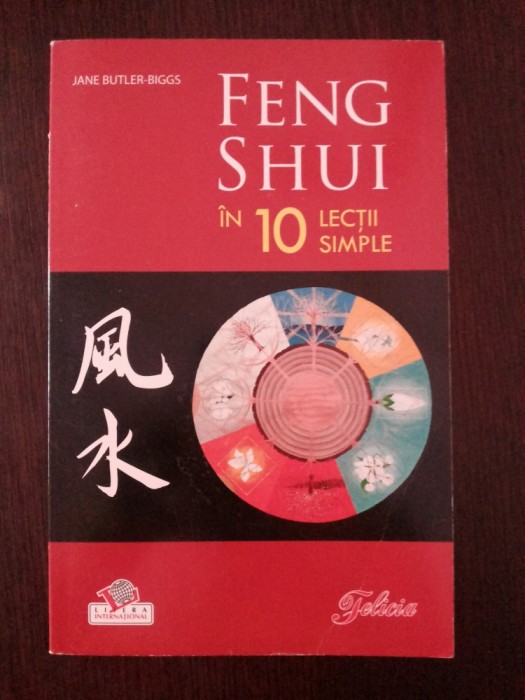 JANE BUTLER-BIGGS
FENG
SHUI
ÎN 10 LECȚII
SIMPLE
風
水
LITERA
INTERNAȚIONAL
Felicia